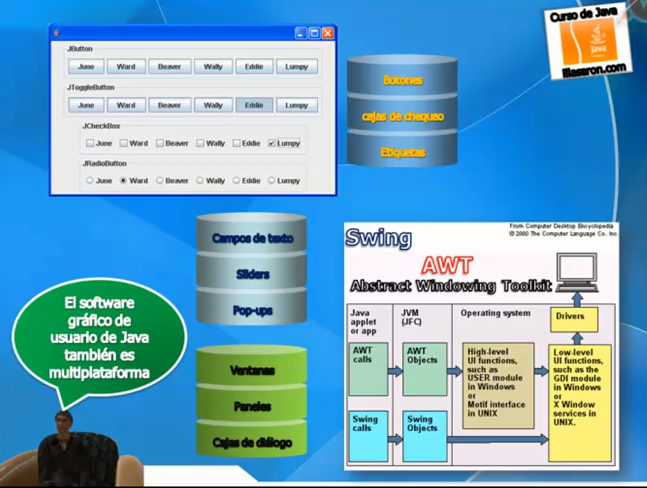 Curso de Java
Java
illasaron.com
JButton
June Ward Beaver Wally Eddie Lumpy
JToggleButton
June Ward Beaver Wally Eddie Lumpy
JCheckBox
June Ward Beaver Wally Eddie Lumpy
JRadioButton
June Ward Beaver Wally Eddie Lumpy
Botones
cajas de chequeo
Etiquetas
Campos de texto
Sliders
Pop-ups
Ventanas
Paneles
Cajas de diálogo
El software
gráfico de
usuario de Java
también es
multiplataforma
From Computer Desktop Encyclopedia
© 2000 The Computer Language Co. Inc.
Swing
AWT
Abstract Windowing Toolkit
Java
applet
or app
JVM
(JFC)
Operating system
Drivers
AWT
calls
AWT
Objects
High-level
UI functions,
such as
USER module
in Windows
or
Motif interface
in UNIX
Low-level
UI functions,
such as the
GDI module
in Windows
or
X Window
services in
UNIX.
Swing
calls
Swing
Objects